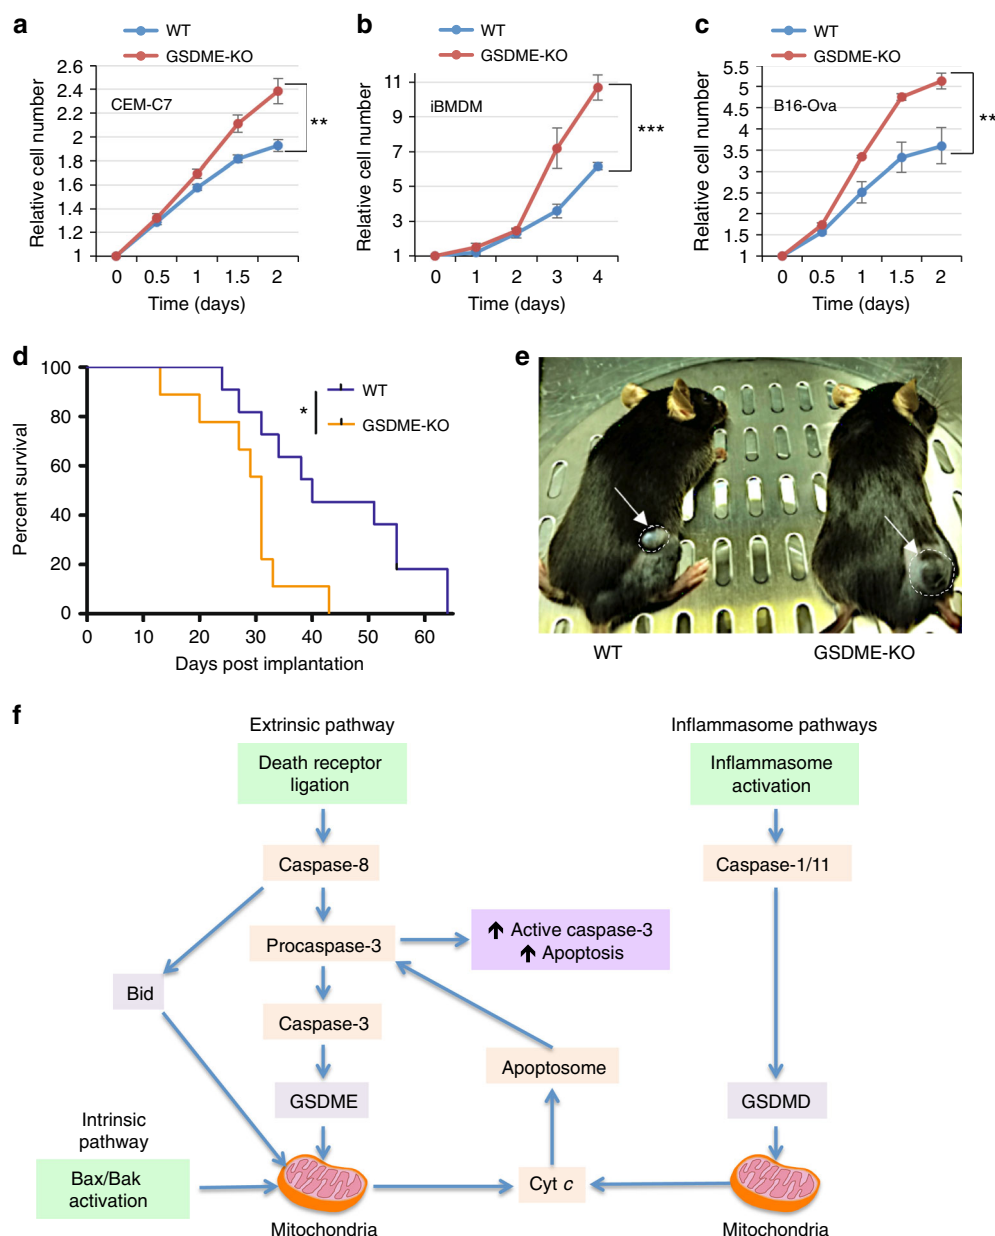 a
WT
GSDME-KO
CEM-C7
2.6
2.4
2.2
2
1.8
1.6
1.4
1.2
1
Relative cell number
**
0 0.5 1 1.5 2
Time (days)
b
WT
GSDME-KO
iBMDM
11
9
7
5
3
1
Relative cell number
***
0 1 2 3 4
Time (days)
c
WT
GSDME-KO
B16-Ova
5.5
5
4.5
4
3.5
3
2.5
2
1.5
1
Relative cell number
**
0 0.5 1 1.5 2
Time (days)
d
100
80
60
40
20
0
Percent survival
WT
*
GSDME-KO
0 10 20 30 40 50 60
Days post implantation
e
WT GSDME-KO
f
Extrinsic pathway
Death receptor
ligation
Caspase-8
Procaspase-3
Active caspase-3
Apoptosis
Bid
Caspase-3
Apoptosome
GSDME
Intrinsic
pathway
Bax/Bak
activation
Mitochondria
Cyt c
Inflammasome pathways
Inflammasome
activation
Caspase-1/11
GSDMD
Mitochondria